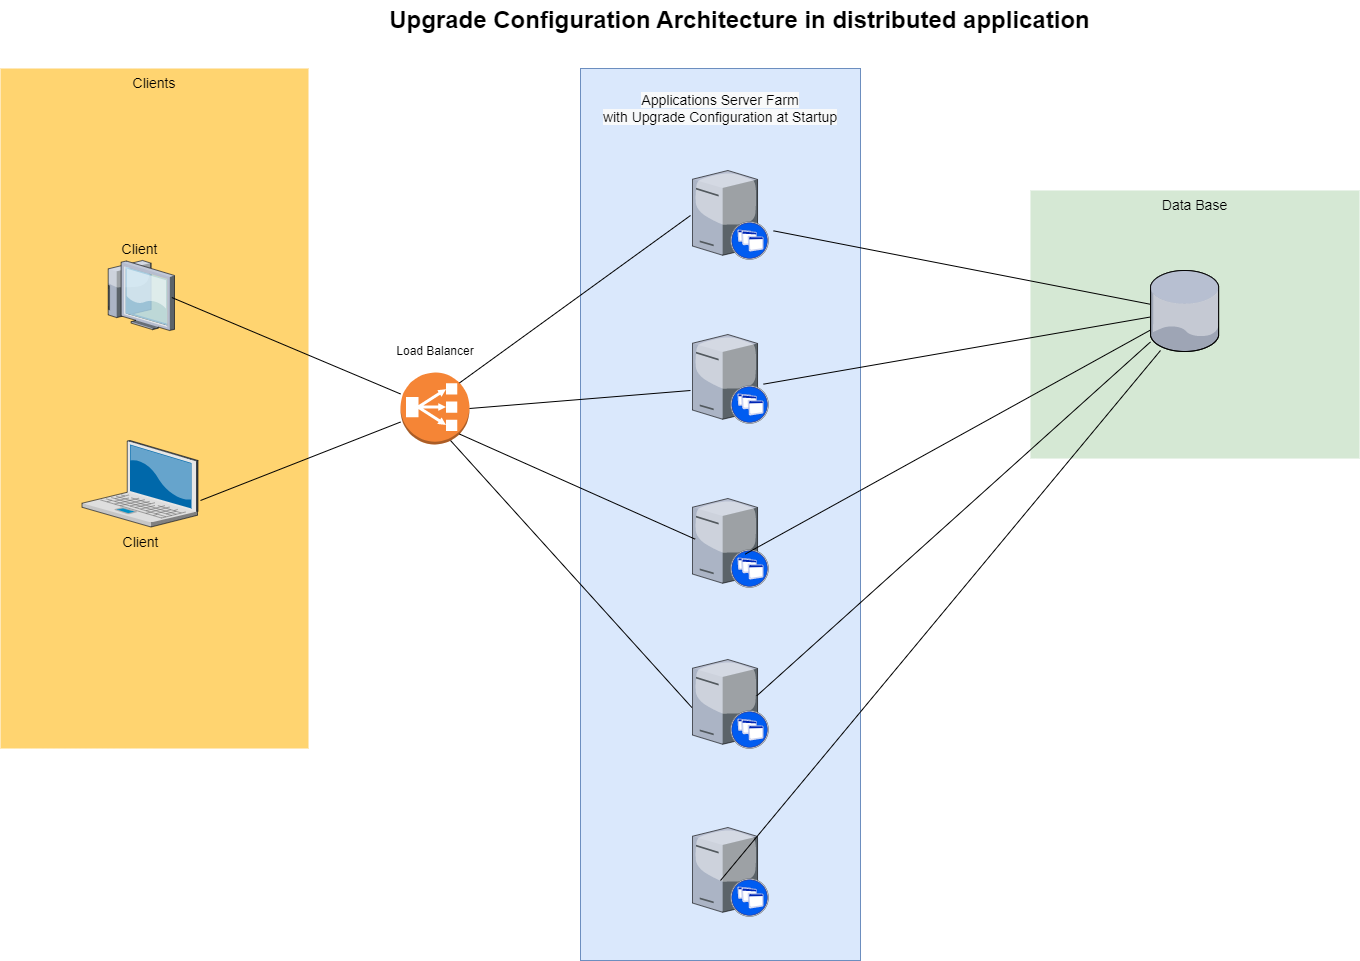 Upgrade Configuration Architecture in distributed application
Clients
Applications Server Farm
with Upgrade Configuration at Startup
Data Base
Client
Load Balancer
Client